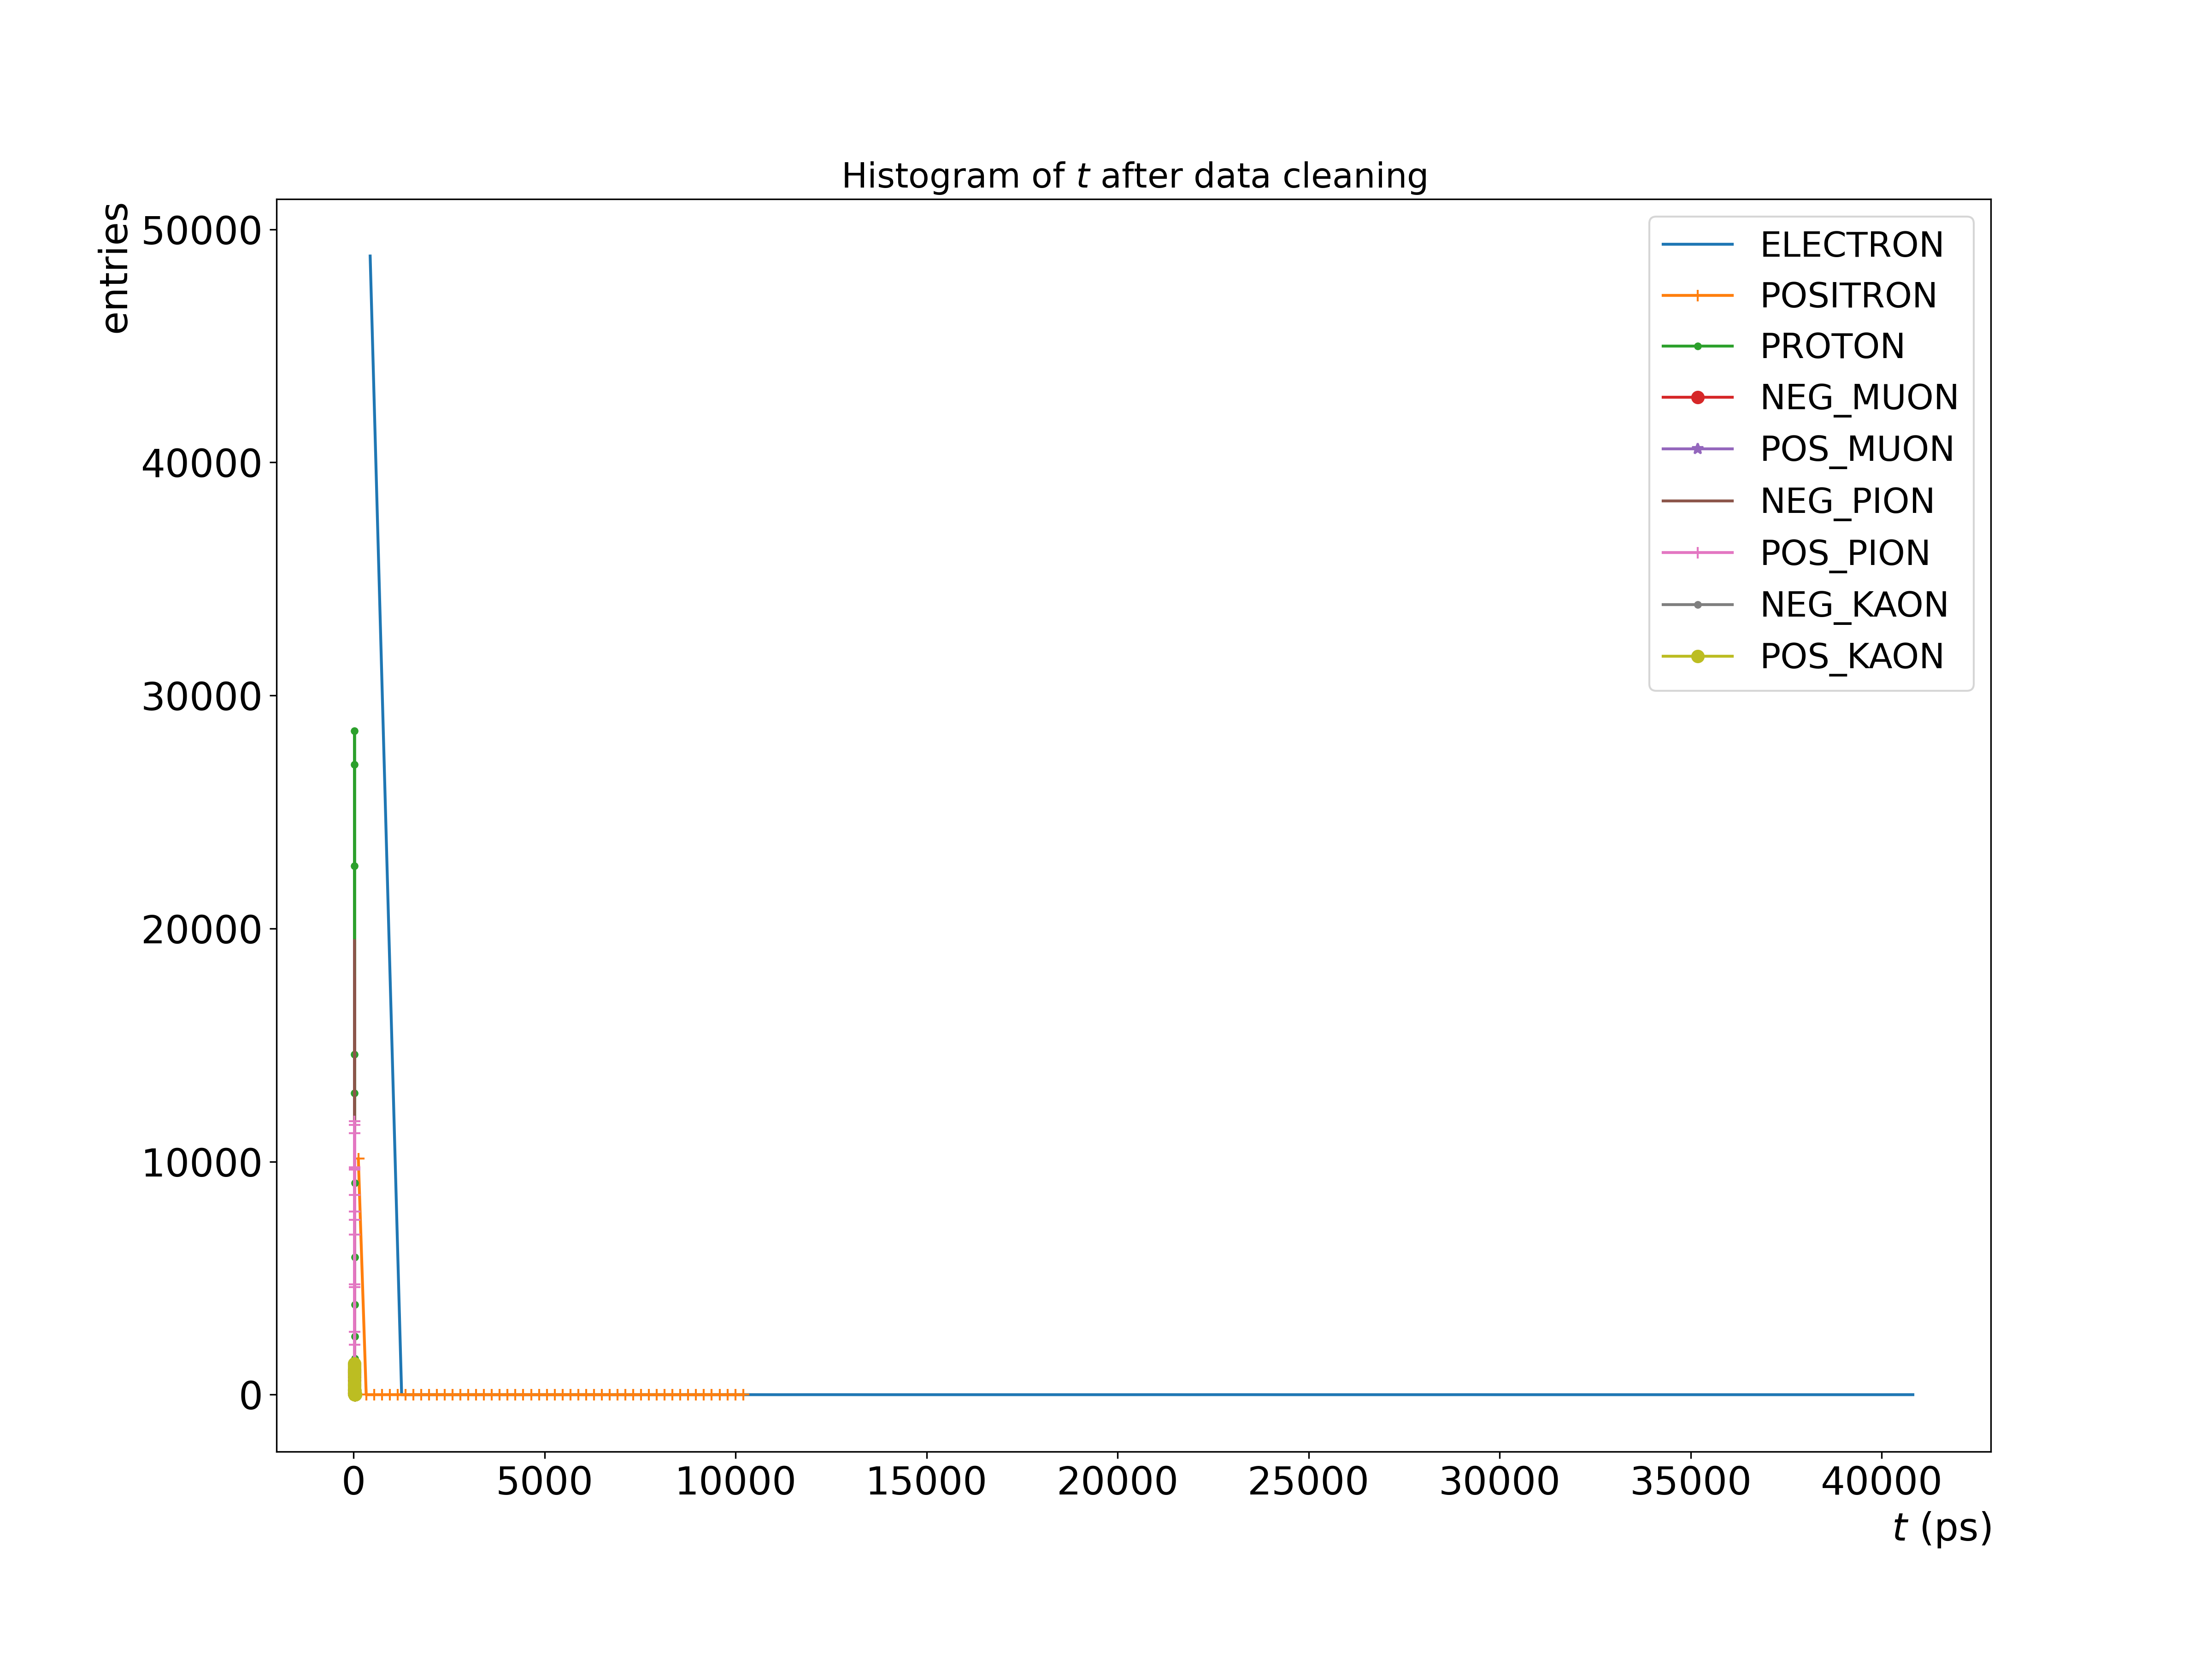 Histogram of t after data cleaning
entries
50000
40000
30000
20000
10000
0
ELECTRON
POSITRON
PROTON
NEG_MUON
POS_MUON
NEG_PION
POS_PION
NEG_KAON
POS_KAON
0 5000 10000 15000 20000 25000 30000 35000 40000
t (ps)